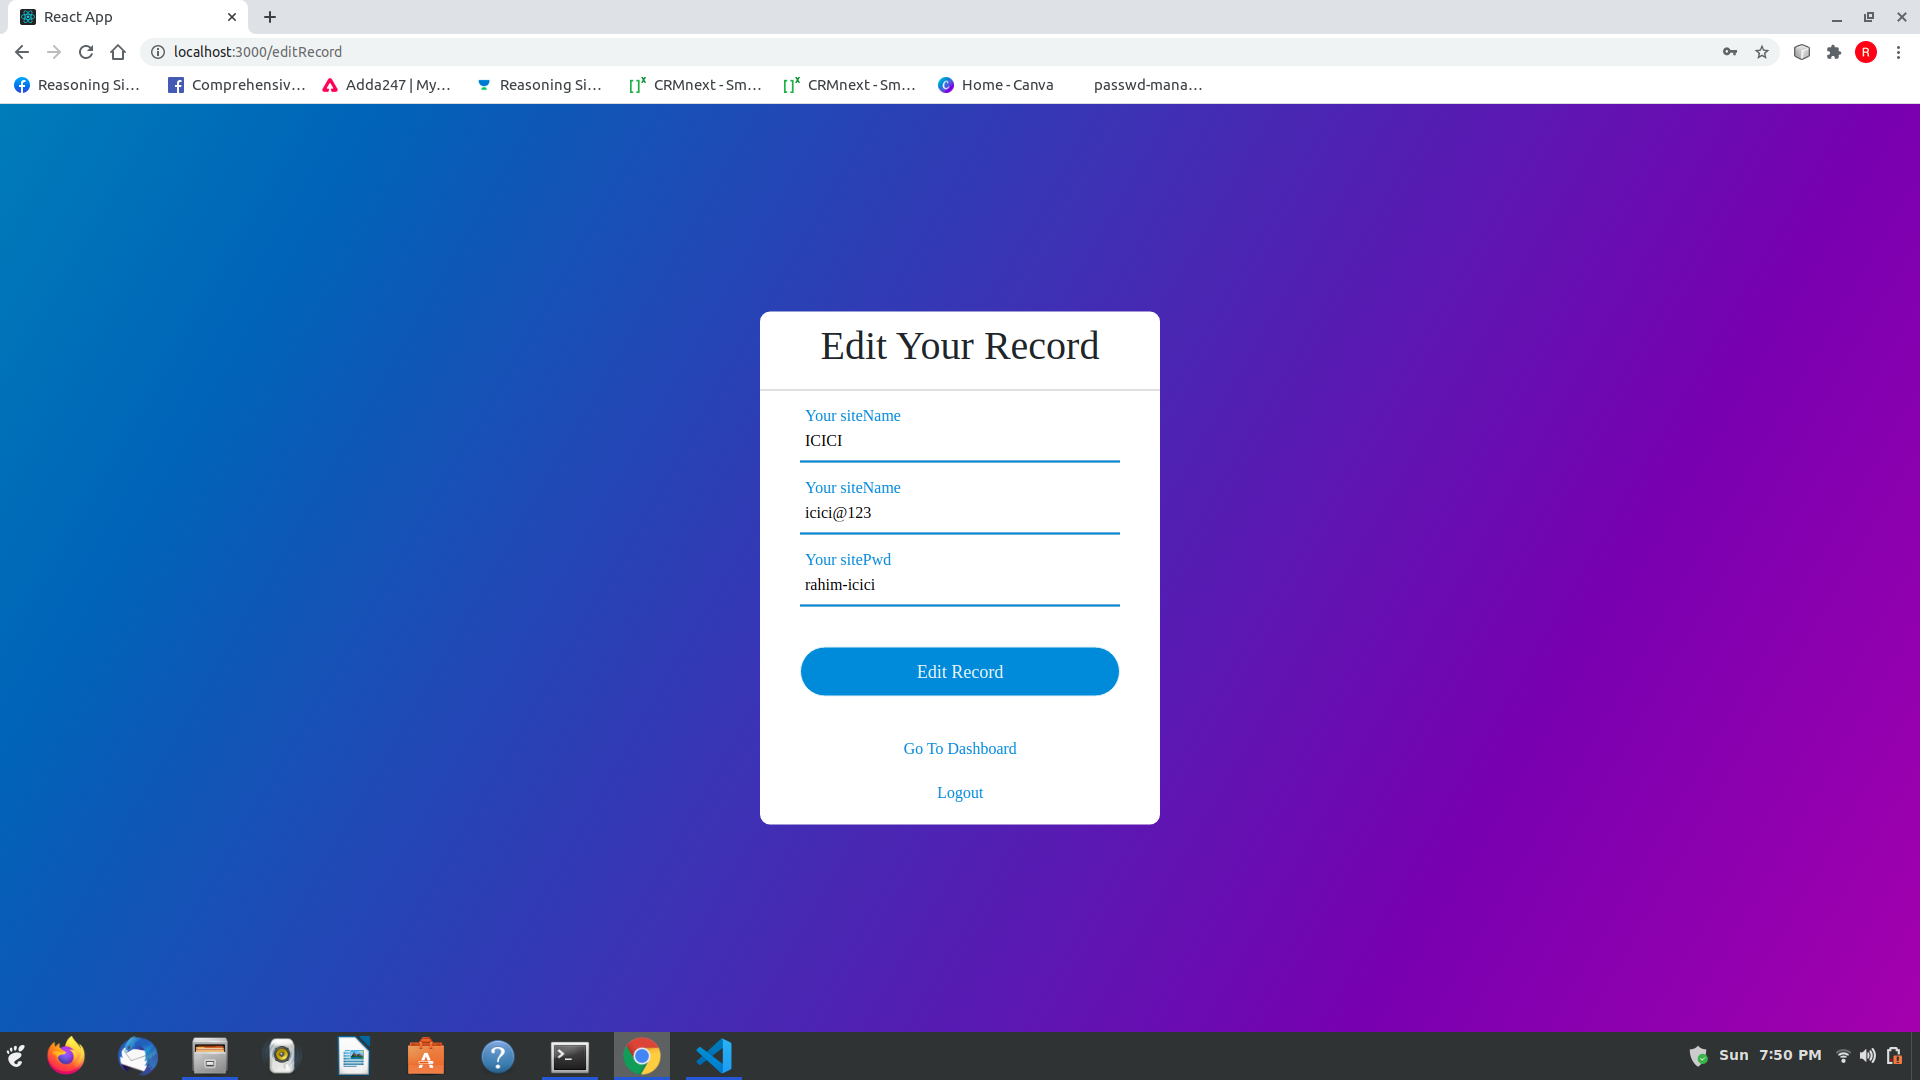 React App
localhost:3000/editRecord
R
Reasoning Si...
Comprehensiv...
Adda247 | My...
Reasoning Si...
CRMnext - Sm...
CRMnext - Sm...
Home - Canva
passwd-mana...
Edit Your Record
Your siteName
ICICI
Your siteName
icici@123
Your sitePwd
rahim-icici
Edit Record
Go To Dashboard
Logout
Sun 7:50 PM